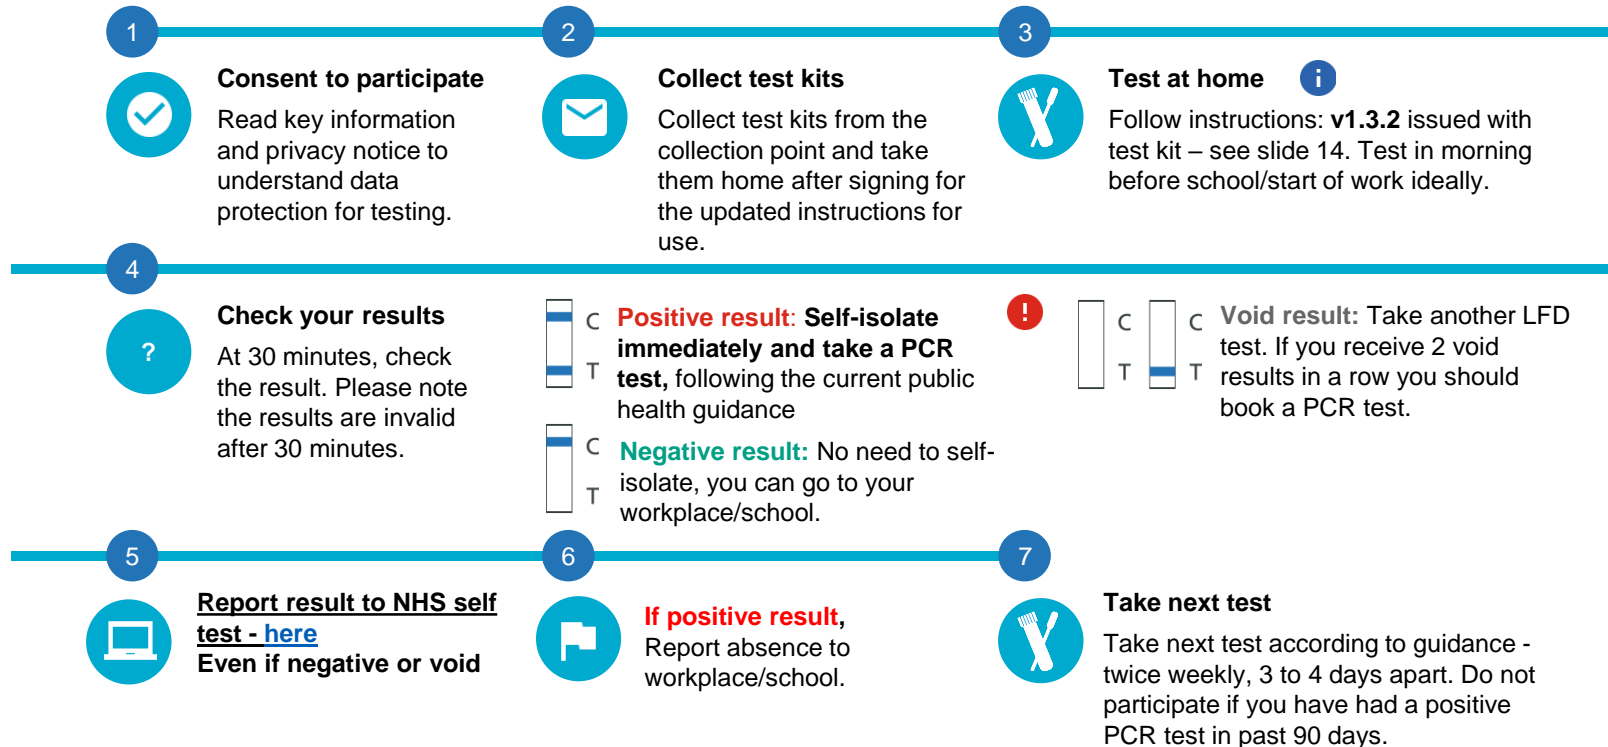 1
Consent to participate
Read key information
and privacy notice to
understand data
protection for testing.
2
Collect test kits
Collect test kits from the
collection point and take
them home after signing for
the updated instructions for
use.
3
Test at home i
Follow instructions: v1.3.2 issued with
test kit – see slide 14. Test in morning
before school/start of work ideally.
4
?
Check your results
At 30 minutes, check
the result. Please note
the results are invalid
after 30 minutes.
C
T
Positive result: Self-isolate
immediately and take a PCR
test, following the current public
health guidance
C
T
Negative result: No need to self-
isolate, you can go to your
workplace/school.
!
C
T
C
T
Void result: Take another LFD
test. If you receive 2 void
results in a row you should
book a PCR test.
5
Report result to NHS self
test - here
Even if negative or void
6
If positive result,
Report absence to
workplace/school.
7
Take next test
Take next test according to guidance -
twice weekly, 3 to 4 days apart. Do not
participate if you have had a positive
PCR test in past 90 days.